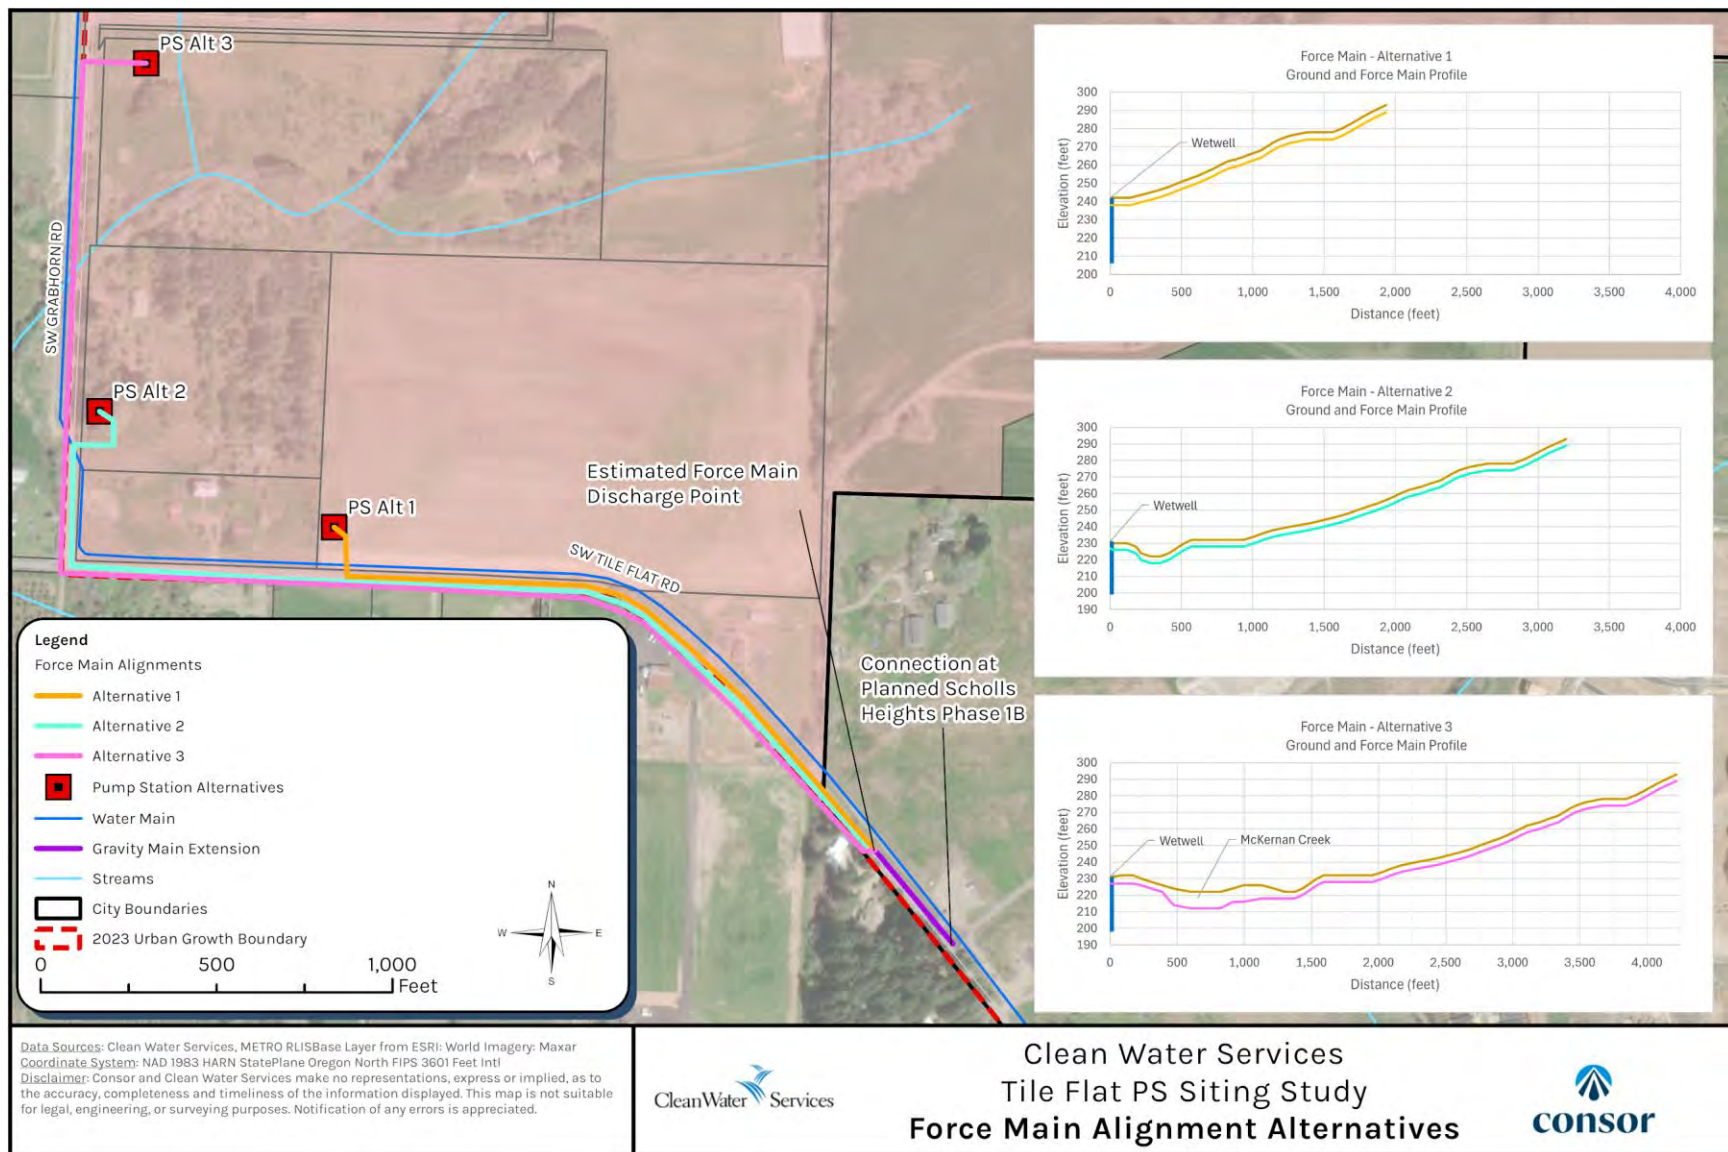 PS Alt 3
SW GRABHORN RD
PS Alt 2
PS Alt 1
Estimated Force Main
Discharge Point
SW TILE FLAT RD
Connection at
Planned Scholls
Heights Phase 1B
Force Main - Alternative 1
Ground and Force Main Profile
Elevation (feet)
300
290
280
270
260
250
240
230
220
210
200
Wetwell
0 500 1,000 1,500 2,000 2,500 3,000 3,500 4,000
Distance (feet)
Force Main - Alternative 2
Ground and Force Main Profile
Elevation (feet)
300
290
280
270
260
250
240
230
220
210
200
190
Wetwell
0 500 1,000 1,500 2,000 2,500 3,000 3,500 4,000
Distance (feet)
Force Main - Alternative 3
Ground and Force Main Profile
Elevation (feet)
300
290
280
270
260
250
240
230
220
210
200
190
Wetwell
McKernan Creek
0 500 1,000 1,500 2,000 2,500 3,000 3,500 4,000
Distance (feet)
Legend
Force Main Alignments
Alternative 1
Alternative 2
Alternative 3
Pump Station Alternatives
Water Main
Gravity Main Extension
Streams
City Boundaries
2023 Urban Growth Boundary
N
W E
S
0 500 1,000
Feet
Data Sources: Clean Water Services, METRO RLISBase Layer from ESRI: World Imagery: Maxar
Coordinate System: NAD 1983 HARN StatePlane Oregon North FIPS 3601 Feet Intl
Disclaimer: Consor and Clean Water Services make no representations, express or implied, as to
the accuracy, completeness and timeliness of the information displayed. This map is not suitable
for legal, engineering, or surveying purposes. Notification of any errors is appreciated.
CleanWater Services
Clean Water Services
Tile Flat PS Siting Study
Force Main Alignment Alternatives
consor